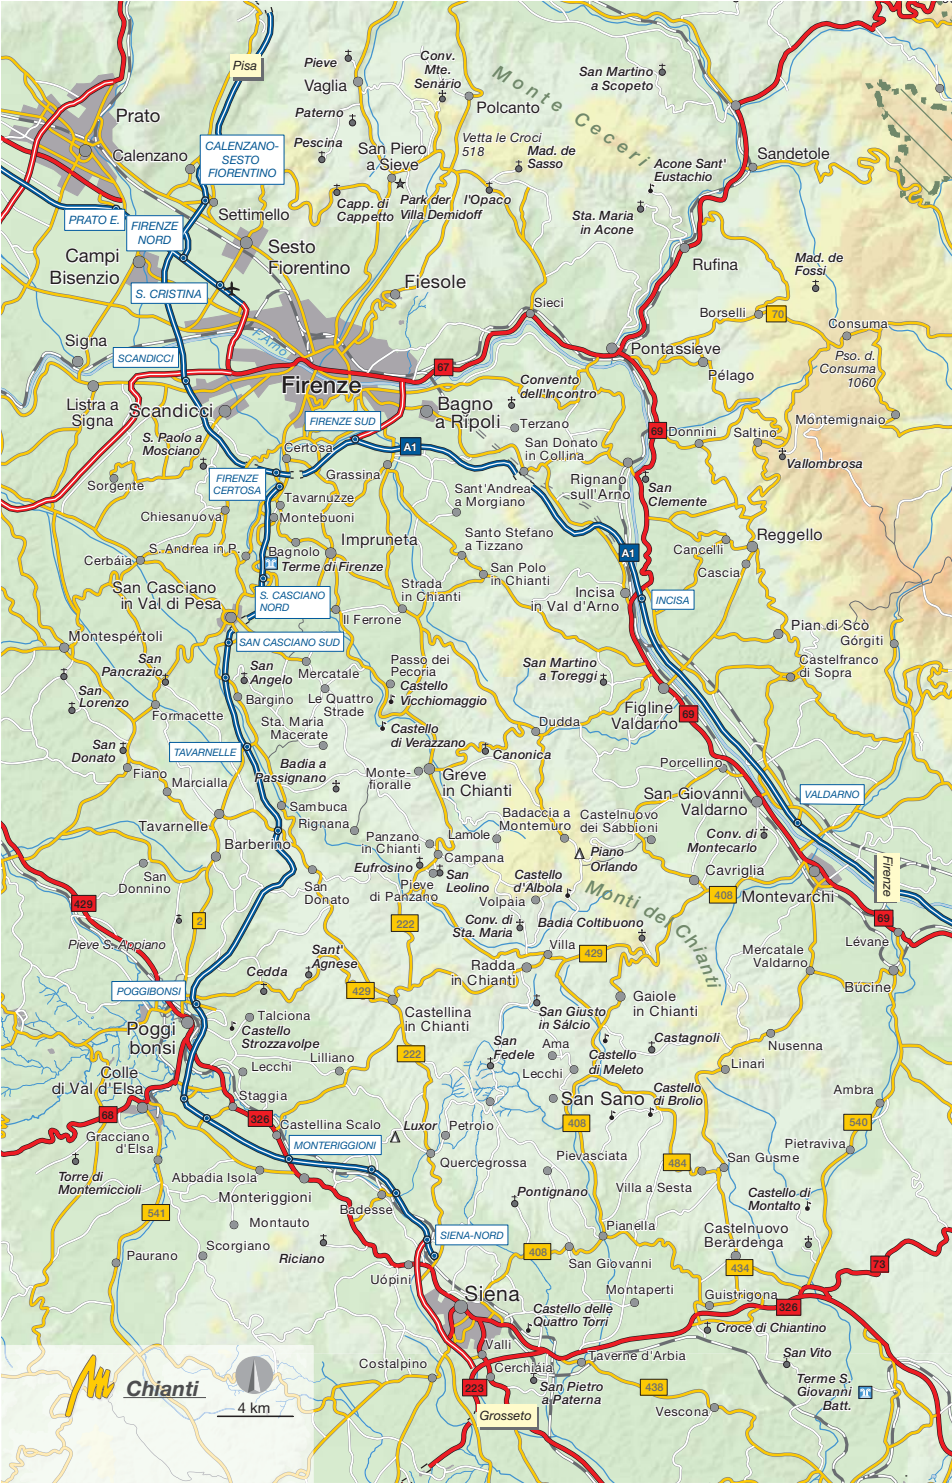 Pisa
Pieve
Vaglia
Conv.
Mte.
Senário
Monte Ceceri
San Martino
a Scopeto
Prato
Paterno
Polcanto
Calenzano
CALENZANO-
SESTO
FIORENTINO
Pescina
San Piero
a Sieve
Vetta le Croci
518
Mad. de
Sasso
Sandetole
Acone Sant'
Eustachio
Capp. di
Cappetto
Park der
Villa Demidoff
l'Opaco
PRATO E.
FIRENZE
NORD
Settimello
Sta. Maria
in Acone
Campi
Bisenzio
Sesto
Fiorentino
Rufina
Mad. de
Fossi
S. CRISTINA
Fiesole
Sieci
Borselli
70
Consuma
Signa
Arno
SCANDICCI
Firenze
67
Pontassieve
Pélago
Pso. d.
Consuma
1060
Listra a
Signa
Scandicci
Bagno
a Ripoli
Convento
dell'Incontro
Montemignaio
FIRENZE SUD
Terzano
69
Donnini
Saltino
S. Paolo a
Mosciano
Certosa
A1
San Donato
in Collina
Vallombrosa
Sorgente
FIRENZE
CERTOSA
Grassina
Rignano
sull'Arno
San
Clemente
Tavarnuzze
Sant'Andrea
a Morgiano
Chiesanuova
Montebuoni
Santo Stefano
a Tizzano
Reggello
Cancelli
S. Andrea in P.
Bagnolo
Impruneta
A1
Cerbáia
Terme di Firenze
San Polo
in Chianti
Cascia
San Casciano
in Val di Pesa
S. CASCIANO
NORD
Strada
in Chianti
Incisa
in Val d'Arno
INCISA
Il Ferrone
Pian di Scò
Górgiti
Montespértoli
SAN CASCIANO SUD
San
Pancrazio
San
Angelo
Mercatale
Passo dei
Pecoria
San Martino
a Toreggi
Castelfranco
di Sopra
San
Lorenzo
Bargino
Le Quattro
Strade
Castello
Vicchiomaggio
Figline
Valdarno
69
Formacette
Sta. Maria
Macerate
Castello
di Verazzano
Dudda
San
Donato
TAVARNELLE
Canonica
Badia a
Passignano
Fiano
Marcialla
Monte-
fioralle
Greve
in Chianti
Porcellino
San Giovanni
Valdarno
VALDARNO
Sambuca
Tavarnelle
Rignana
Badaccia a
Montemuro
Castelnuovo
dei Sabbioni
Barberino
Panzano
in Chianti
Lamole
Conv. di
Montecarlo
Campana
Piano
Orlando
Eufrosino
San
Leolino
Castello
d'Albola
Cavriglia
Firenze
San
Donnino
San
Donato
Pieve
di Panzano
Monti del Chianti
408
Montevarchi
429
Volpaia
2
222
Conv. di
Sta. Maria
Badia Coltibuono
69
Pieve S. Appiano
Villa
429
Lévane
Sant'
Agnese
Mercatale
Valdarno
Cedda
Radda
in Chianti
POGGIBONSI
429
Bucine
Gaiole
in Chianti
Talciona
Castellina
in Chianti
San Giusto
in Sálcio
Poggi
bonsi
Castello
Strozzavolpe
Castagnoli
San
Fedele
Ama
222
Nusenna
Lilliano
Lecchi
Lecchi
Castello
di Meleto
Linari
Colle
di Val d'Elsa
Castello
di Brolio
Ambra
Staggia
San Sano
68
326
Castellina Scalo
Luxor
Petroio
408
540
Gracciano
d'Elsa
MONTERIGGIONI
Pietraviva
Quercegrossa
Pievasciata
484
San Gusme
Torre di
Montemiccioli
Abbadia Isola
Villa a Sesta
Monteriggioni
Pontignano
Castello di
Montalto
541
Badesse
Montauto
Pianella
SIENA-NORD
Castelnuovo
Berardenga
Scorgiano
Riciano
408
Paurano
San Giovanni
434
73
Uópini
Montaperti
Guistrigona
326
Siena
Castello delle
Quattro Torri
Croce di Chiantino
Valli
Costalpino
Cerchiáia
Taverne d'Arbia
San Vito
Chianti
4 km
223
San Pietro
a Paterna
438
Terme S.
Giovanni
Batt.
Grosseto
Vescona